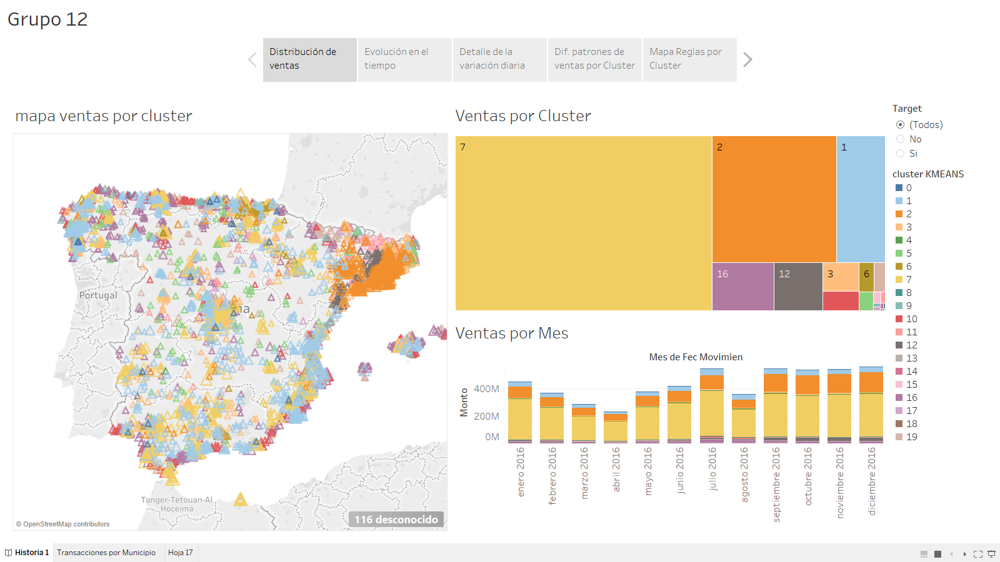 Grupo 12
Distribución de
ventas
Evolución en el
tiempo
Detalle de la
variación diaria
Dif. patrones de
ventas por Cluster
Mapa Reglas por
Cluster
mapa ventas por cluster
Portugal
na
Tanger-Tetouan-Al
Hoceima
© OpenStreetMap contributors
116 desconocido
Ventas por Cluster
7
2
1
16
12
3
6
Ventas por Mes
Mes de Fec Movimien
Monto
400M
200M
0M
enero 2016
febrero 2016
marzo 2016
abril 2016
mayo 2016
junio 2016
julio 2016
agosto 2016
septiembre 2016
octubre 2016
noviembre 2016
diciembre 2016
Target
(Todos)
No
Si
cluster KMEANS
0
1
2
3
4
5
6
7
8
9
10
11
12
13
14
15
16
17
18
19
Historia 1
Transacciones por Municipio
Hoja 17